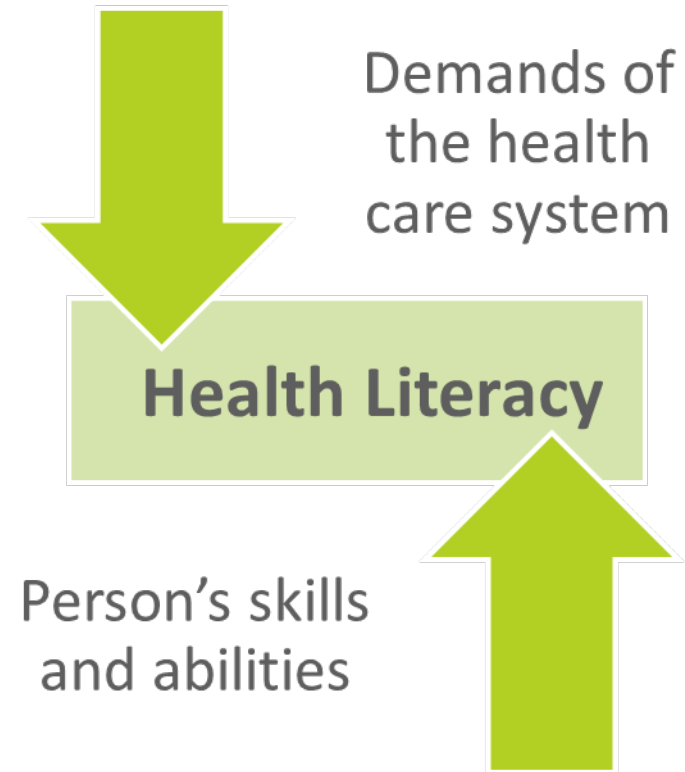 Demands of
the health
care system
Health Literacy
Person’s skills
and abilities